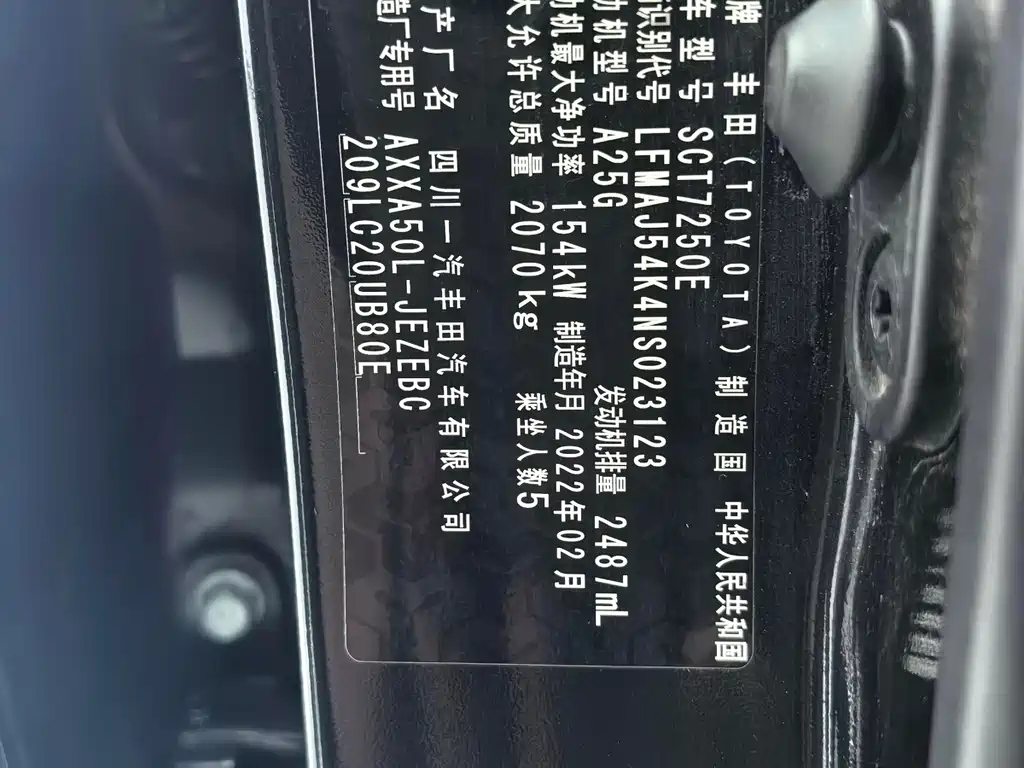 牌 丰田(TOYOTA) 制造国 中华人民共和国
车型号 SCT7250E
识别代号 LFMAJ54K4NS023123
机型号 A25G 发动机排量 2487mL
机最大净功率 154kW 制造年月 2022年02月
大允许总质量 2070kg 乘坐人数5
产厂名 四川一汽丰田汽车有限公司
造厂专用号 AXXA50L-JEZEBC
209LC20UB80E